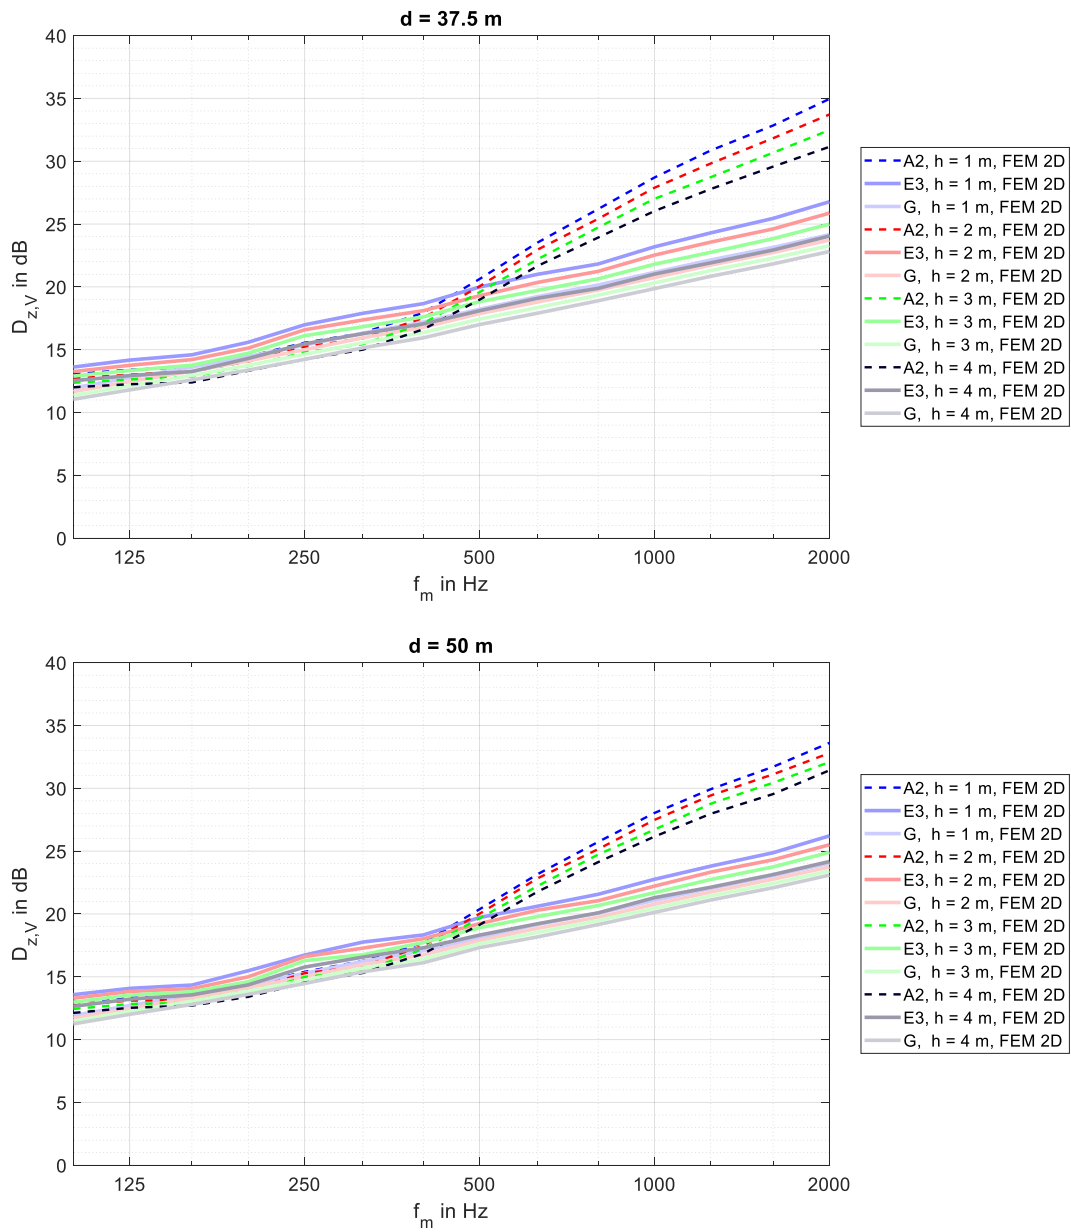 d = 37.5 m
40
35
30
25
20
15
10
5
0
125
250
500
1000
2000
D_z,V in dB
f_m in Hz
A2, h = 1 m, FEM 2D
E3, h = 1 m, FEM 2D
G, h = 1 m, FEM 2D
A2, h = 2 m, FEM 2D
E3, h = 2 m, FEM 2D
G, h = 2 m, FEM 2D
A2, h = 3 m, FEM 2D
E3, h = 3 m, FEM 2D
G, h = 3 m, FEM 2D
A2, h = 4 m, FEM 2D
E3, h = 4 m, FEM 2D
G, h = 4 m, FEM 2D
d = 50 m
40
35
30
25
20
15
10
5
0
125
250
500
1000
2000
D_z,V in dB
f_m in Hz
A2, h = 1 m, FEM 2D
E3, h = 1 m, FEM 2D
G, h = 1 m, FEM 2D
A2, h = 2 m, FEM 2D
E3, h = 2 m, FEM 2D
G, h = 2 m, FEM 2D
A2, h = 3 m, FEM 2D
E3, h = 3 m, FEM 2D
G, h = 3 m, FEM 2D
A2, h = 4 m, FEM 2D
E3, h = 4 m, FEM 2D
G, h = 4 m, FEM 2D